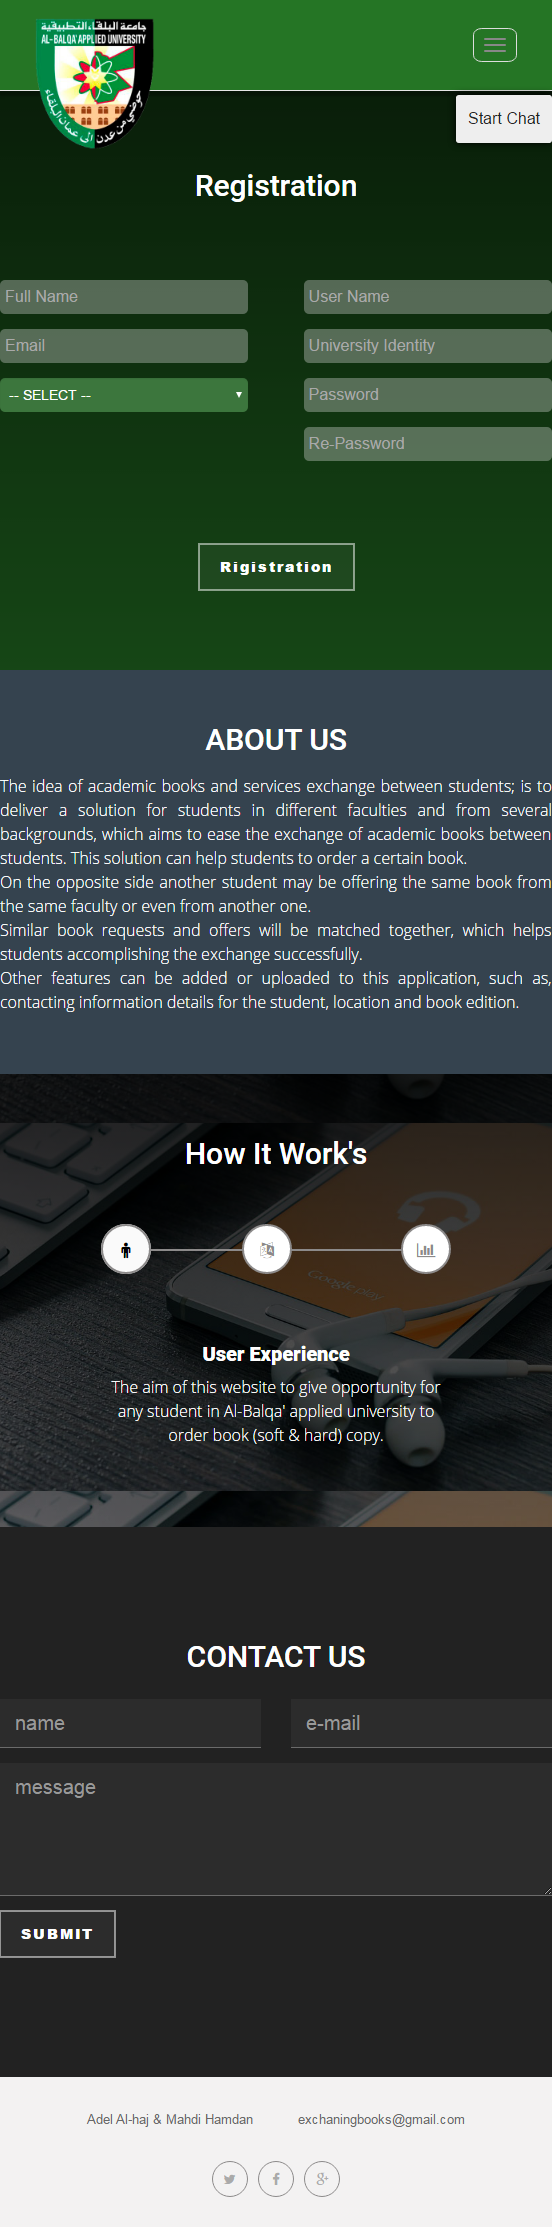 جامعة البلقاء التطبيقية
AL-BALQA' APPLIED UNIVERSITY
حوضي من عدن الى عمان البلقاء
Start Chat
Registration
Full Name
User Name
Email
University Identity
-- SELECT --
Password
Re-Password
Rigistration
ABOUT US
The idea of academic books and services exchange between students; is to
deliver a solution for students in different faculties and from several
backgrounds, which aims to ease the exchange of academic books between
students. This solution can help students to order a certain book.
On the opposite side another student may be offering the same book from
the same faculty or even from another one.
Similar book requests and offers will be matched together, which helps
students accomplishing the exchange successfully.
Other features can be added or uploaded to this application, such as,
contacting information details for the student, location and book edition.
How It Work's
Google play
User Experience
The aim of this website to give opportunity for
any student in Al-Balqa' applied university to
order book (soft & hard) copy.
CONTACT US
name
e-mail
message
SUBMIT
Adel Al-haj & Mahdi Hamdan
exchaningbooks@gmail.com